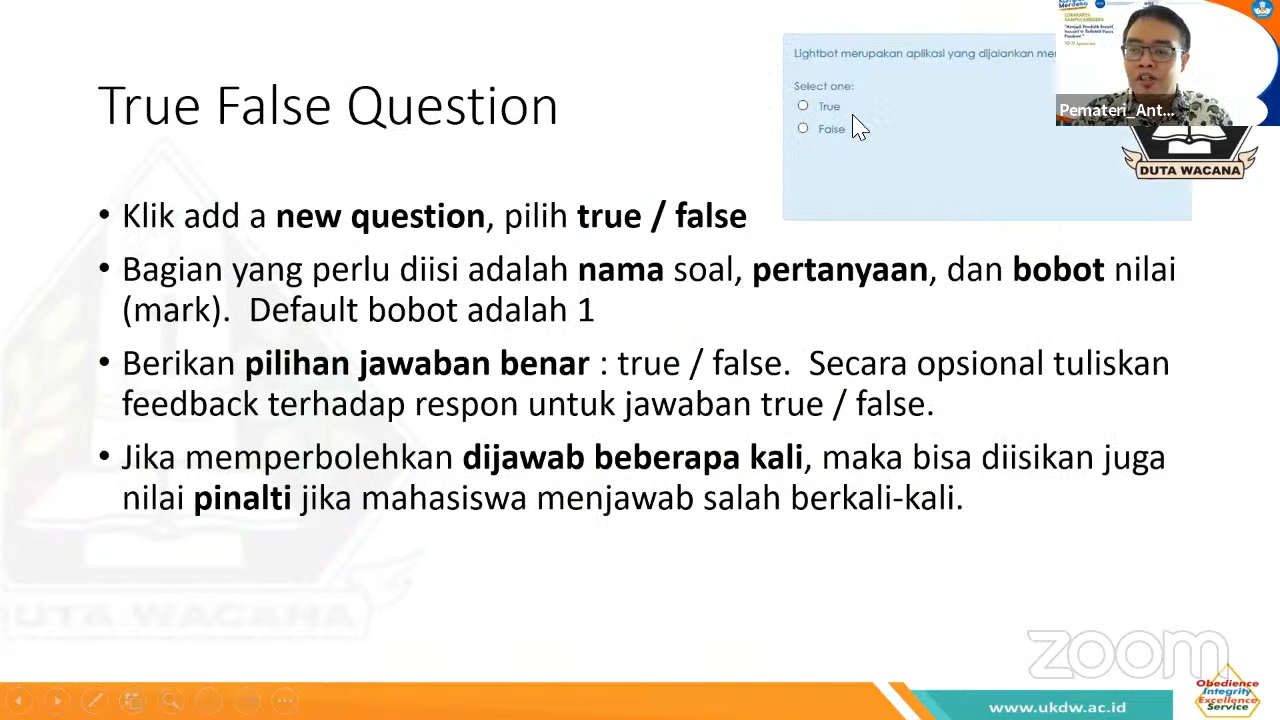 True False Question
Lightbot merupakan aplikasi yang dijalankan
Select one:
True
False
Pemateri_Ant...
DUTA WACANA
• Klik add a new question, pilih true / false
• Bagian yang perlu diisi adalah nama soal, pertanyaan, dan bobot nilai
(mark).  Default bobot adalah 1
• Berikan pilihan jawaban benar : true / false.  Secara opsional tuliskan
feedback terhadap respon untuk jawaban true / false.
• Jika memperbolehkan dijawab beberapa kali, maka bisa diisikan juga
nilai pinalti jika mahasiswa menjawab salah berkali-kali.
DUTA WACANA
zoom
www.ukdw.ac.id
Obedience
Integrity
Excellence
Service